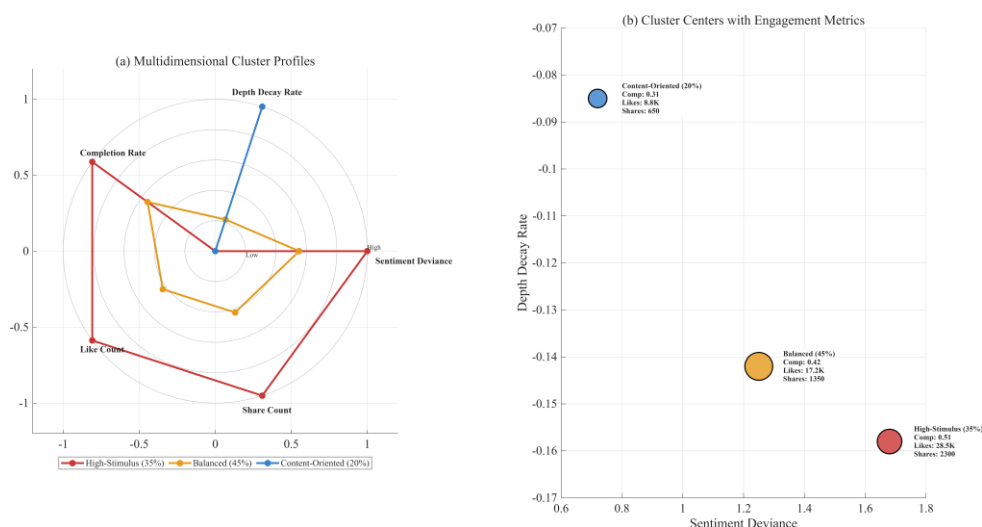 (a) Multidimensional Cluster Profiles
1
0.5
0
-0.5
-1
-1
-0.5
0
0.5
1
Depth Decay Rate
Completion Rate
High
Low
Sentiment Deviance
Like Count
Share Count
High-Stimulus (35%)
Balanced (45%)
Content-Oriented (20%)
(b) Cluster Centers with Engagement Metrics
-0.07
-0.08
-0.09
-0.1
-0.11
-0.12
-0.13
-0.14
-0.15
-0.16
-0.17
Depth Decay Rate
Content-Oriented (20%)
Comp: 0.31
Likes: 8.8K
Shares: 650
Balanced (45%)
Comp: 0.42
Likes: 17.2K
Shares: 1350
High-Stimulus (35%)
Comp: 0.51
Likes: 28.5K
Shares: 2300
0.6
0.8
1
1.2
1.4
1.6
1.8
Sentiment Deviance